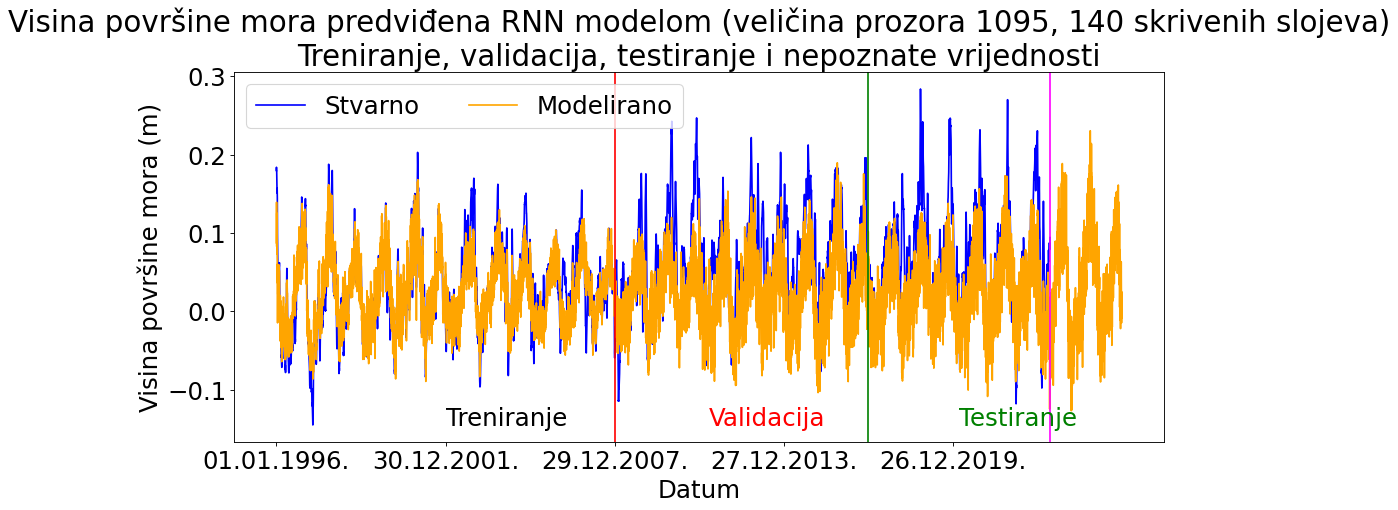 Visina površine mora predviđena RNN modelom (veličina prozora 1095, 140 skrivenih slojeva)
Treniranje, validacija, testiranje i nepoznate vrijednosti
Stvarno
Modelirano
Visina površine mora (m)
0.3
0.2
0.1
0.0
−0.1
Treniranje
Validacija
Testiranje
01.01.1996.
30.12.2001.
29.12.2007.
27.12.2013.
26.12.2019.
Datum